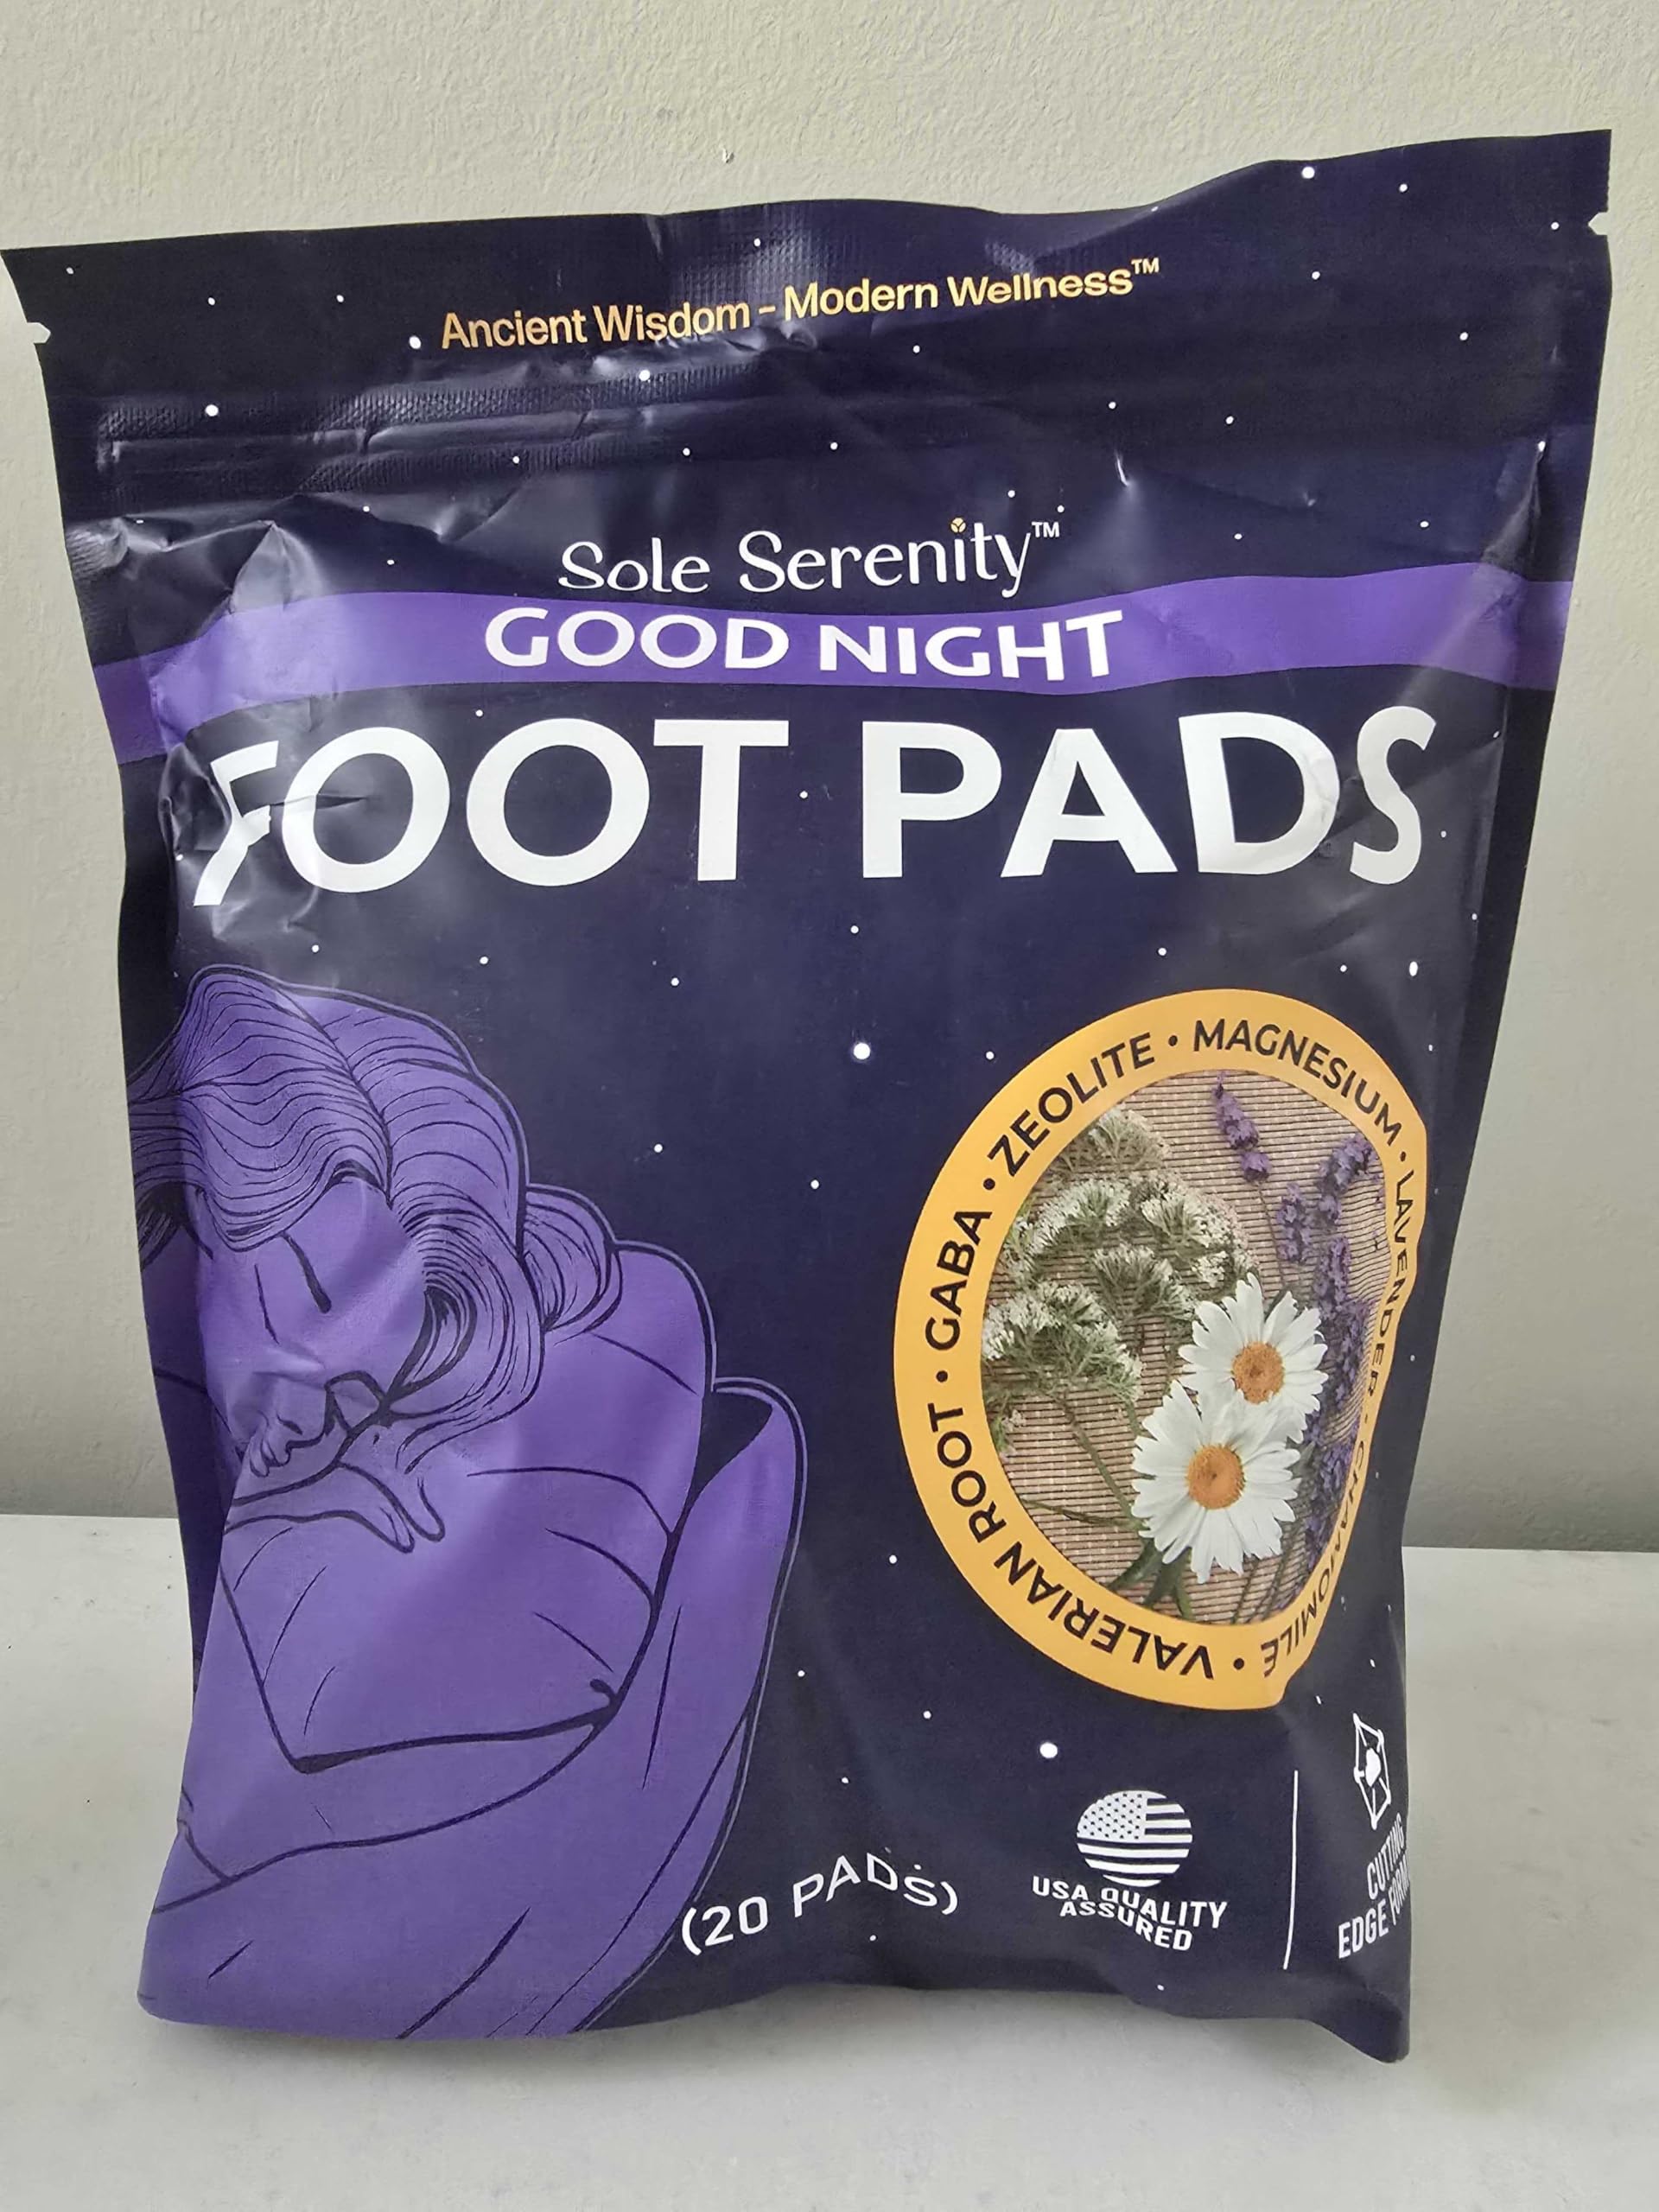 Ancient Wisdom - Modern Wellness™
Sole Serenity™
GOOD NIGHT
FOOT PADS
ZEOLITE • MAGNESIUM • LAVENDER • CHAMOMILE • VALERIAN ROOT • GABA •
(20 PADS)
USA QUALITY
ASSURED
CUTTING
EDGE